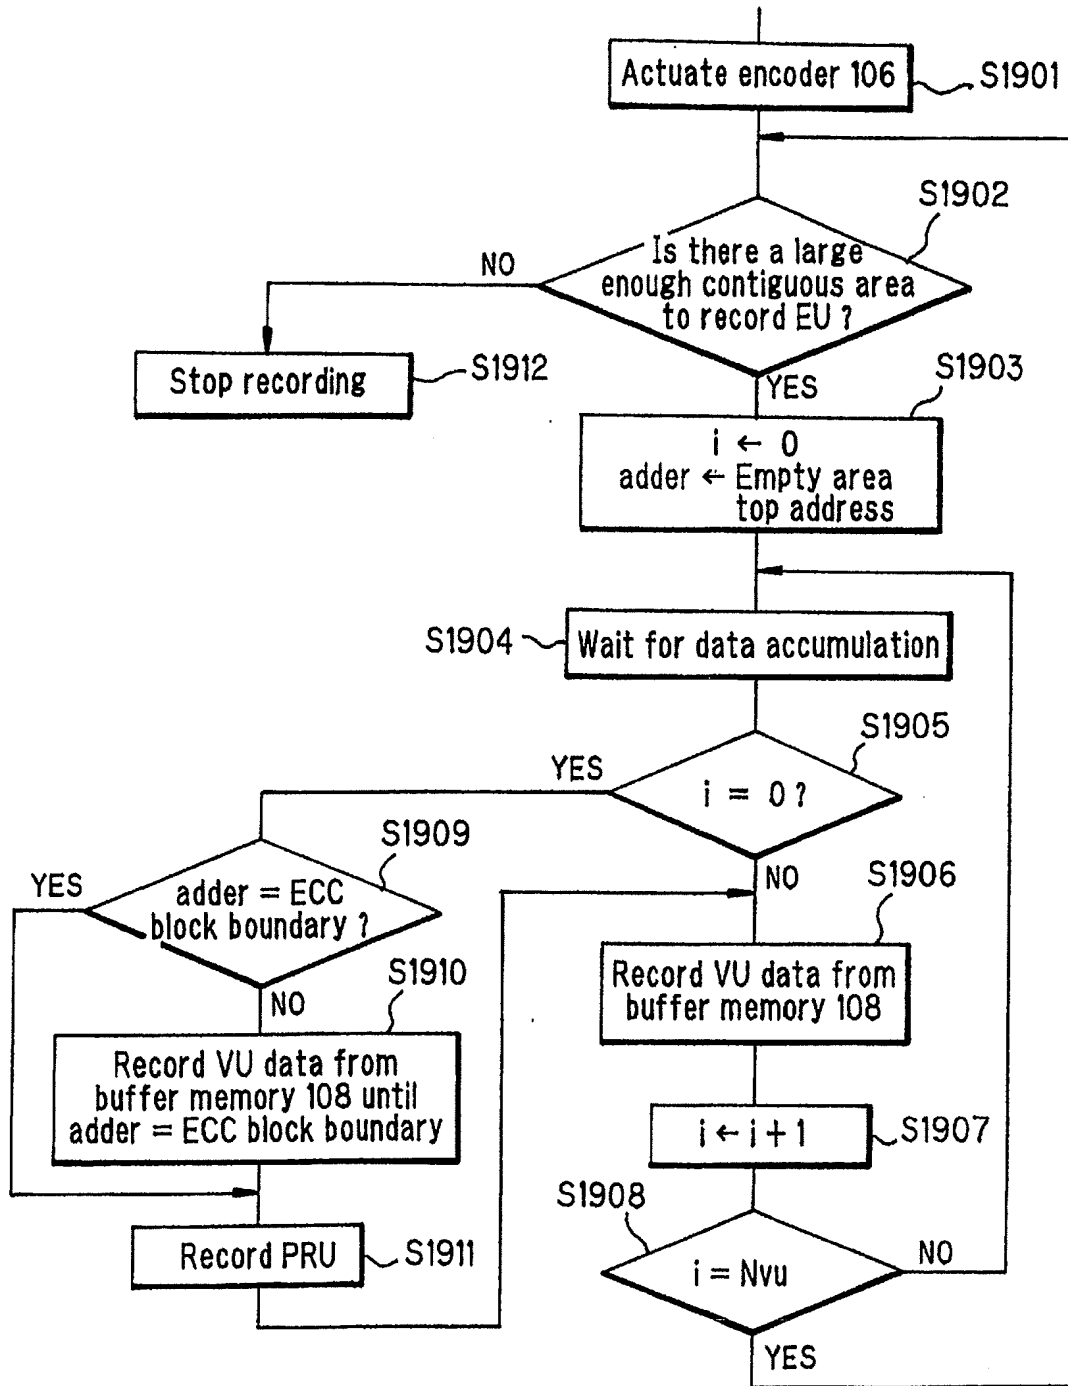 Actuate encoder 106
S1901
S1902
Is there a large
enough contiguous area
to record EU ?
NO
YES
Stop recording
S1912
S1903
i ← 0
adder ← Empty area
top address
S1904
Wait for data accumulation
S1905
i = 0 ?
YES
NO
S1909
adder = ECC
block boundary ?
YES
NO
S1910
Record VU data from
buffer memory 108 until
adder = ECC block boundary
Record PRU
S1911
S1906
Record VU data from
buffer memory 108
i ← i + 1
S1907
S1908
i = Nvu
NO
YES